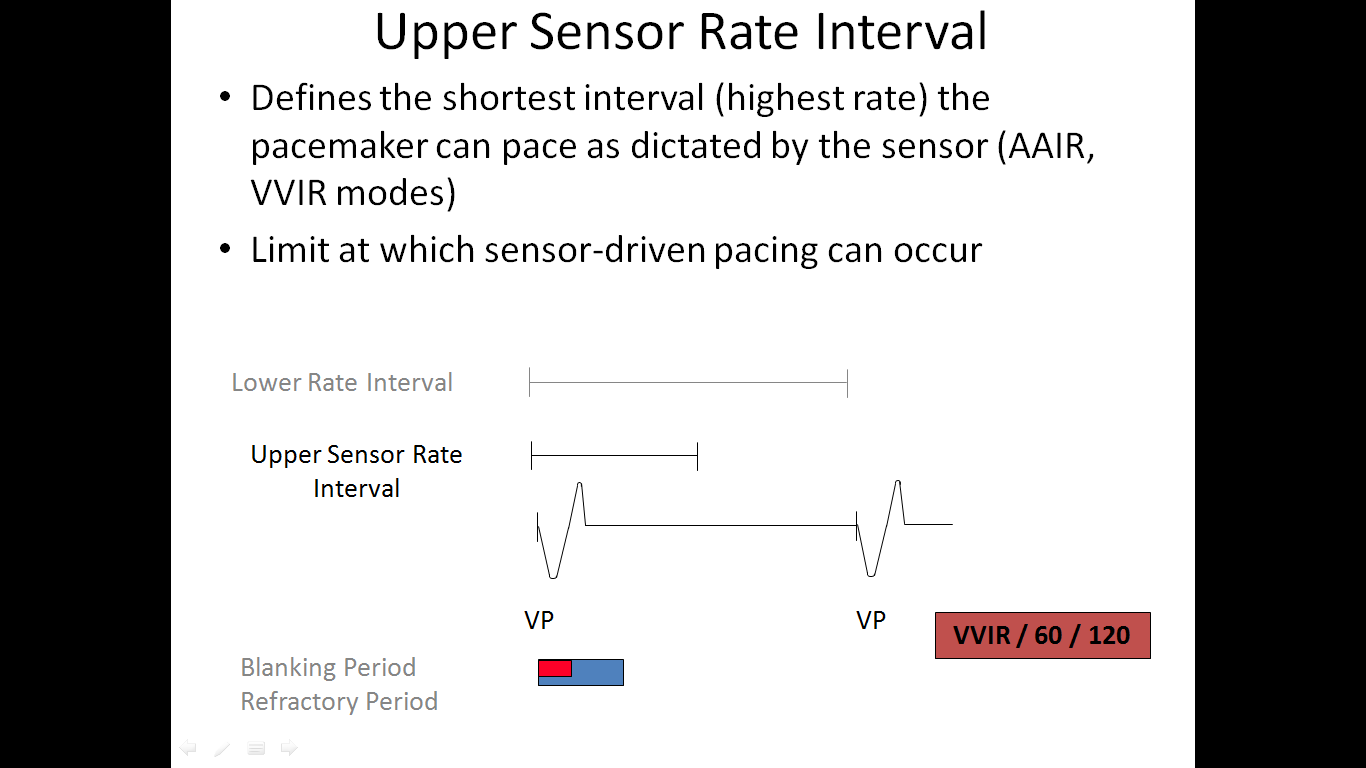 Upper Sensor Rate Interval
• Defines the shortest interval (highest rate) the
pacemaker can pace as dictated by the sensor (AAIR,
VVIR modes)
• Limit at which sensor-driven pacing can occur
Lower Rate Interval
Upper Sensor Rate
Interval
VP
VP
VVIR / 60 / 120
Blanking Period
Refractory Period